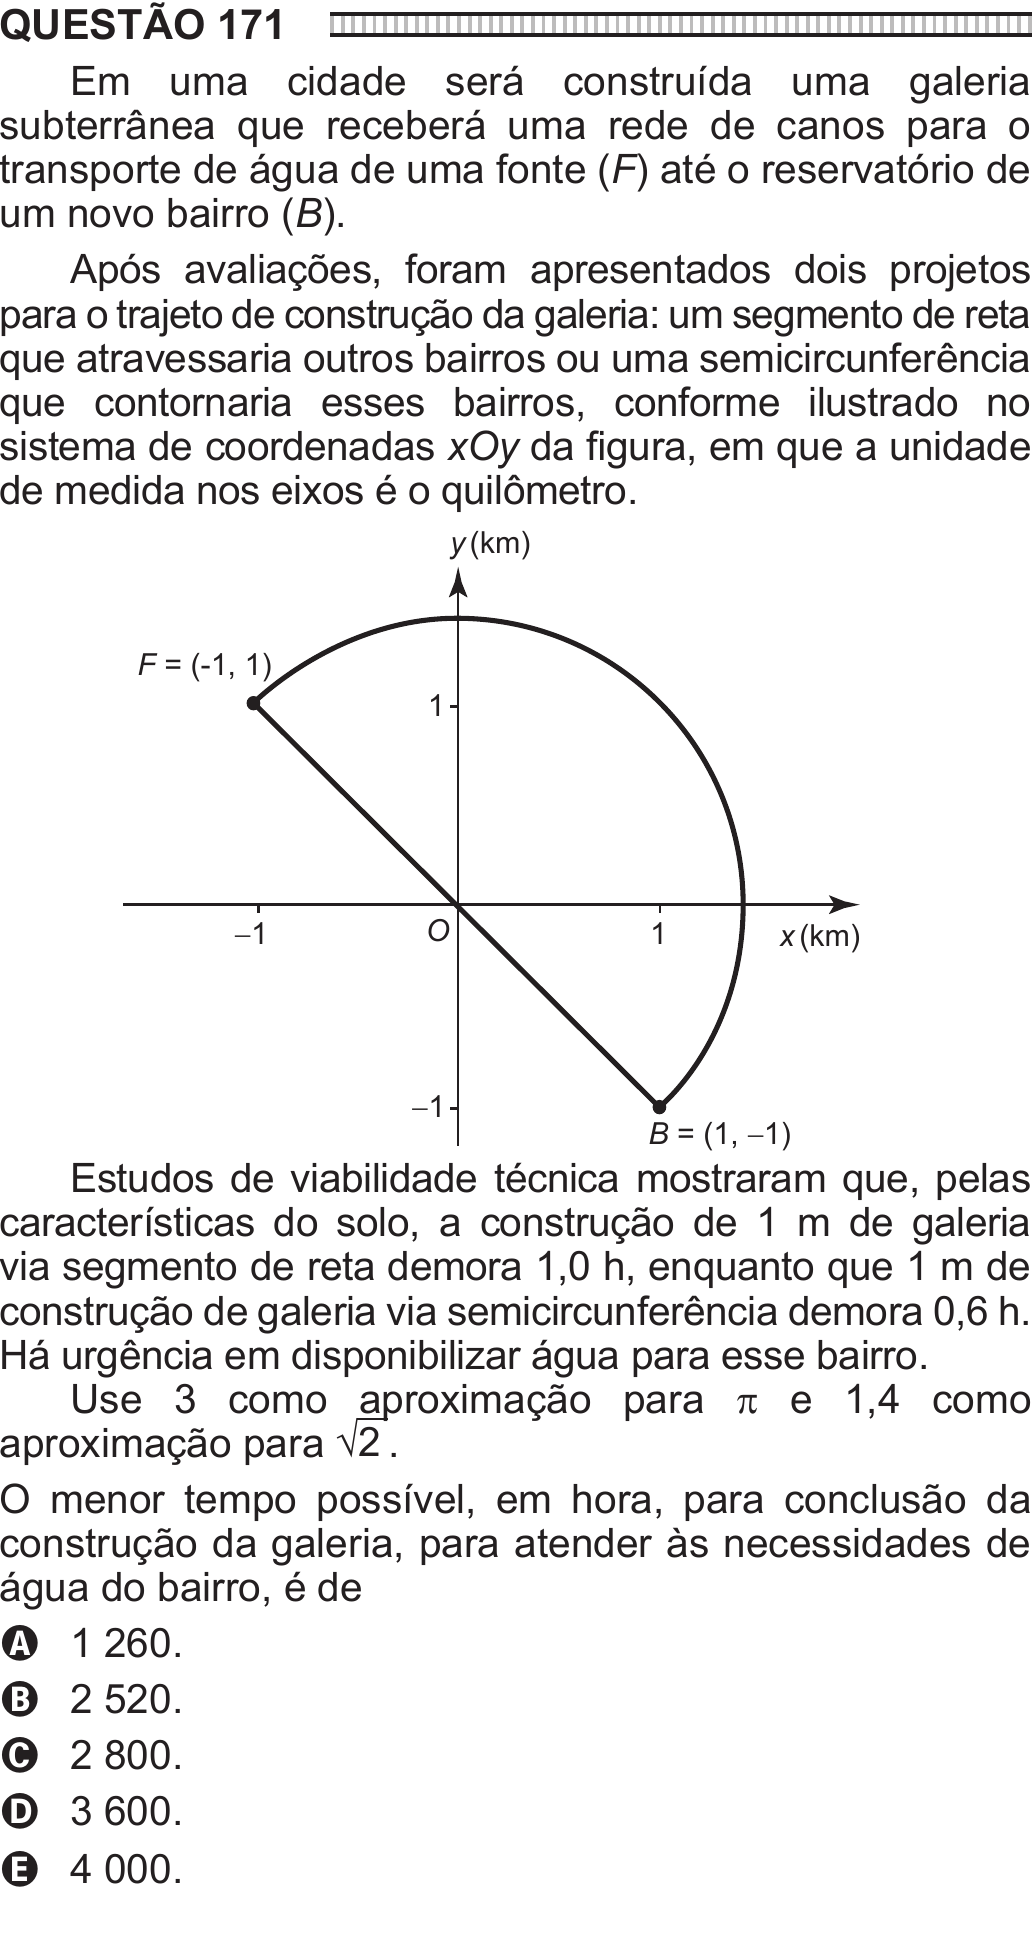 QUESTÃO 171
Em uma cidade será construída uma galeria
subterrânea que receberá uma rede de canos para o
transporte de água de uma fonte (F) até o reservatório de
um novo bairro (B).
Após avaliações, foram apresentados dois projetos
para o trajeto de construção da galeria: um segmento de reta
que atravessaria outros bairros ou uma semicircunferência
que contornaria esses bairros, conforme ilustrado no
sistema de coordenadas xOy da figura, em que a unidade
de medida nos eixos é o quilômetro.
y (km)
F = (-1, 1)
1
–1
O
1
x (km)
–1
B = (1, –1)
Estudos de viabilidade técnica mostraram que, pelas
características do solo, a construção de 1 m de galeria
via segmento de reta demora 1,0 h, enquanto que 1 m de
construção de galeria via semicircunferência demora 0,6 h.
Há urgência em disponibilizar água para esse bairro.
Use 3 como aproximação para π e 1,4 como
aproximação para √2.
O menor tempo possível, em hora, para conclusão da
construção da galeria, para atender às necessidades de
água do bairro, é de
A 1 260.
B 2 520.
C 2 800.
D 3 600.
E 4 000.